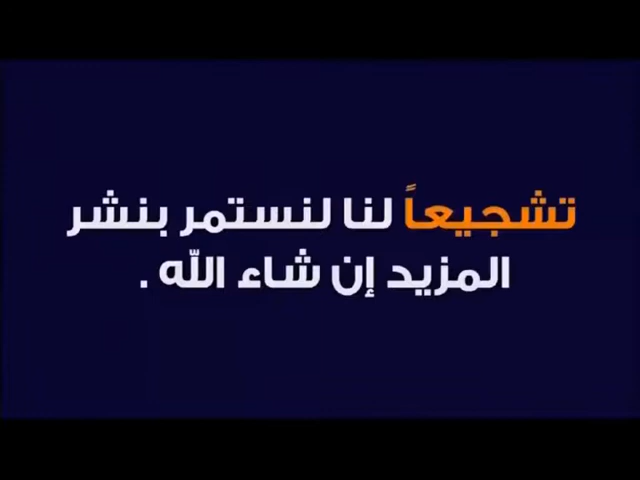 تشجيعاً لنا لنستمر بنشر
المزيد إن شاء الله .